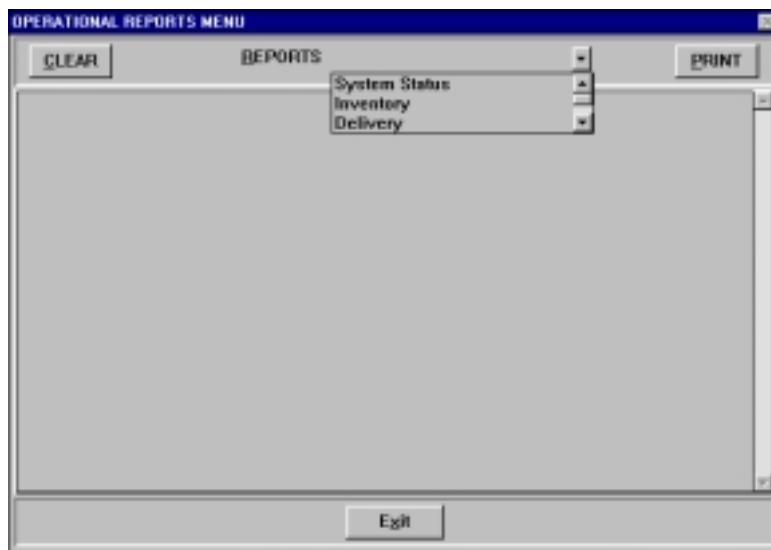 OPERATIONAL REPORTS MENU
CLEAR
REPORTS
PRINT
System Status
Inventory
Delivery
Exit